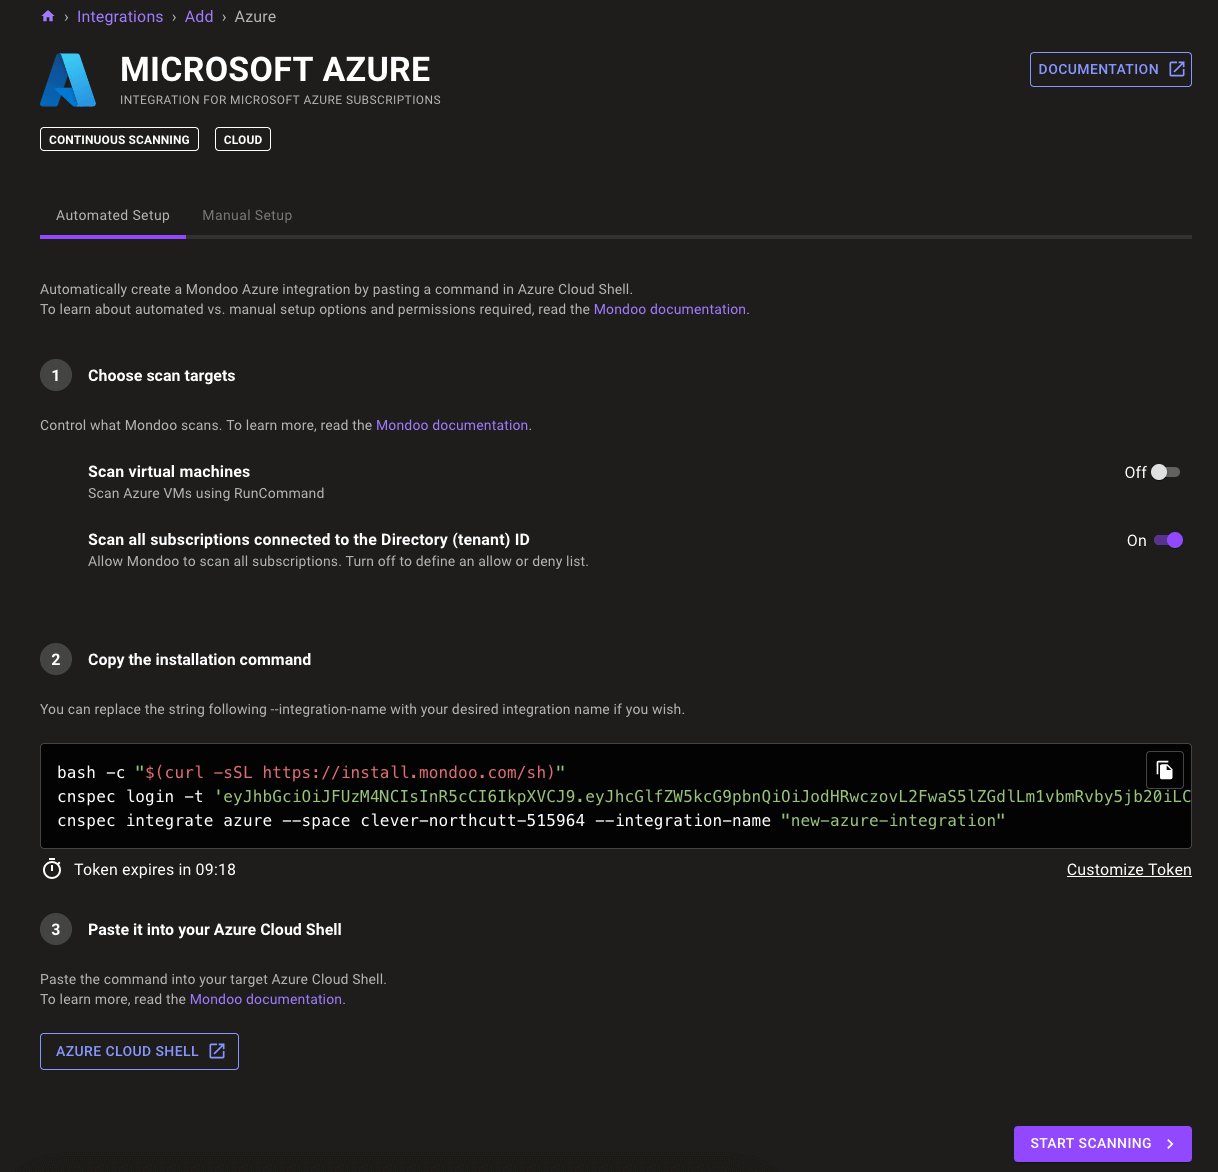 › Integrations › Add › Azure
MICROSOFT AZURE
INTEGRATION FOR MICROSOFT AZURE SUBSCRIPTIONS
DOCUMENTATION
CONTINUOUS SCANNING CLOUD
Automated Setup Manual Setup
Automatically create a Mondoo Azure integration by pasting a command in Azure Cloud Shell.
To learn about automated vs. manual setup options and permissions required, read the Mondoo documentation.
1 Choose scan targets
Control what Mondoo scans. To learn more, read the Mondoo documentation.
Scan virtual machines
Off
Scan Azure VMs using RunCommand
Scan all subscriptions connected to the Directory (tenant) ID
On
Allow Mondoo to scan all subscriptions. Turn off to define an allow or deny list.
2 Copy the installation command
You can replace the string following --integration-name with your desired integration name if you wish.
bash -c "$(curl -sSL https://install.mondoo.com/sh)"
cnspec login -t 'eyJhbGciOiJFUzM4NCIsInR5cCI6IkpXVCJ9.eyJhcGlfZW5kcG9pbnQiOiJodHRwczovL2FwaS5lZGdlLm1vbmRvby5jb20iLC
cnspec integrate azure --space clever-northcutt-515964 --integration-name "new-azure-integration"
Token expires in 09:18
Customize Token
3 Paste it into your Azure Cloud Shell
Paste the command into your target Azure Cloud Shell.
To learn more, read the Mondoo documentation.
AZURE CLOUD SHELL
START SCANNING